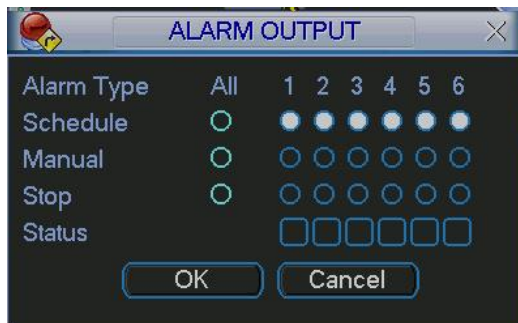 ALARM OUTPUT
Alarm Type All 1 2 3 4 5 6
Schedule
Manual
Stop
Status
OK Cancel